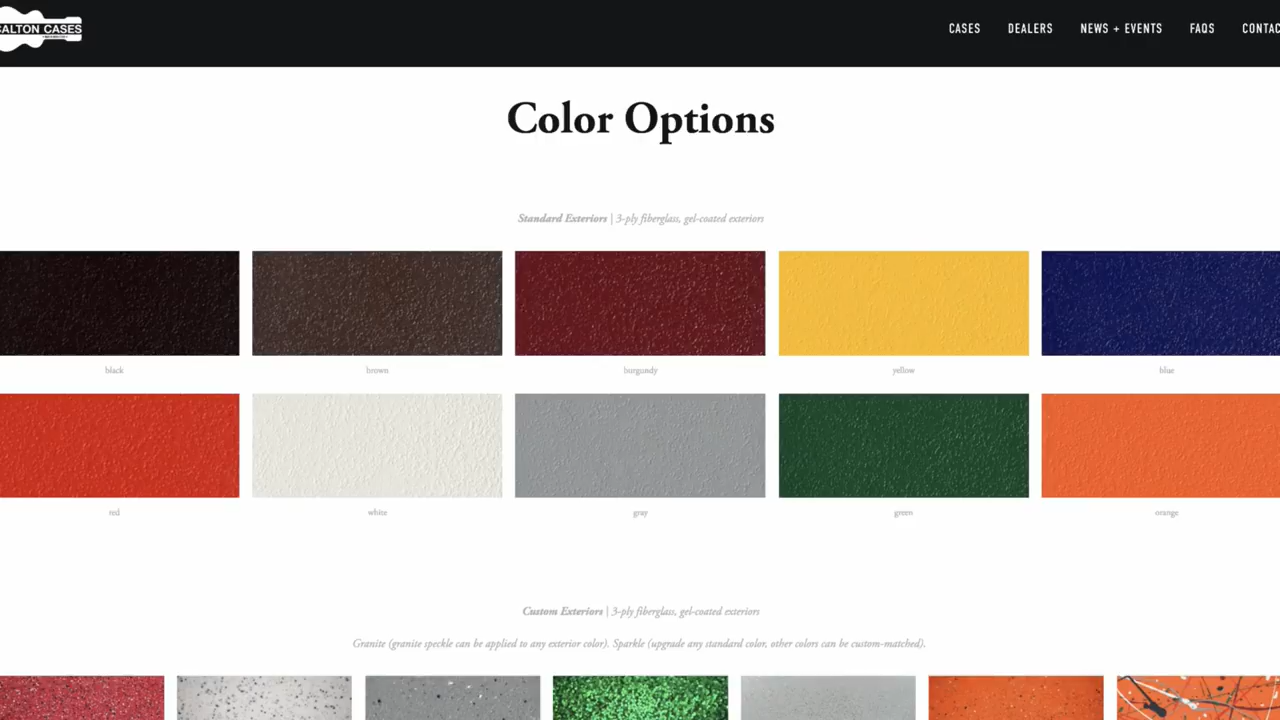 CALTON CASES
CASES DEALERS NEWS + EVENTS FAQS CONTAC
Color Options
Standard Exteriors | 3-ply fiberglass, gel-coated exteriors
black brown burgundy yellow blue
red white gray green orange
Custom Exteriors | 3-ply fiberglass, gel-coated exteriors
Granite (granite speckle can be applied to any exterior color). Sparkle (upgrade any standard color, other colors can be custom-matched).